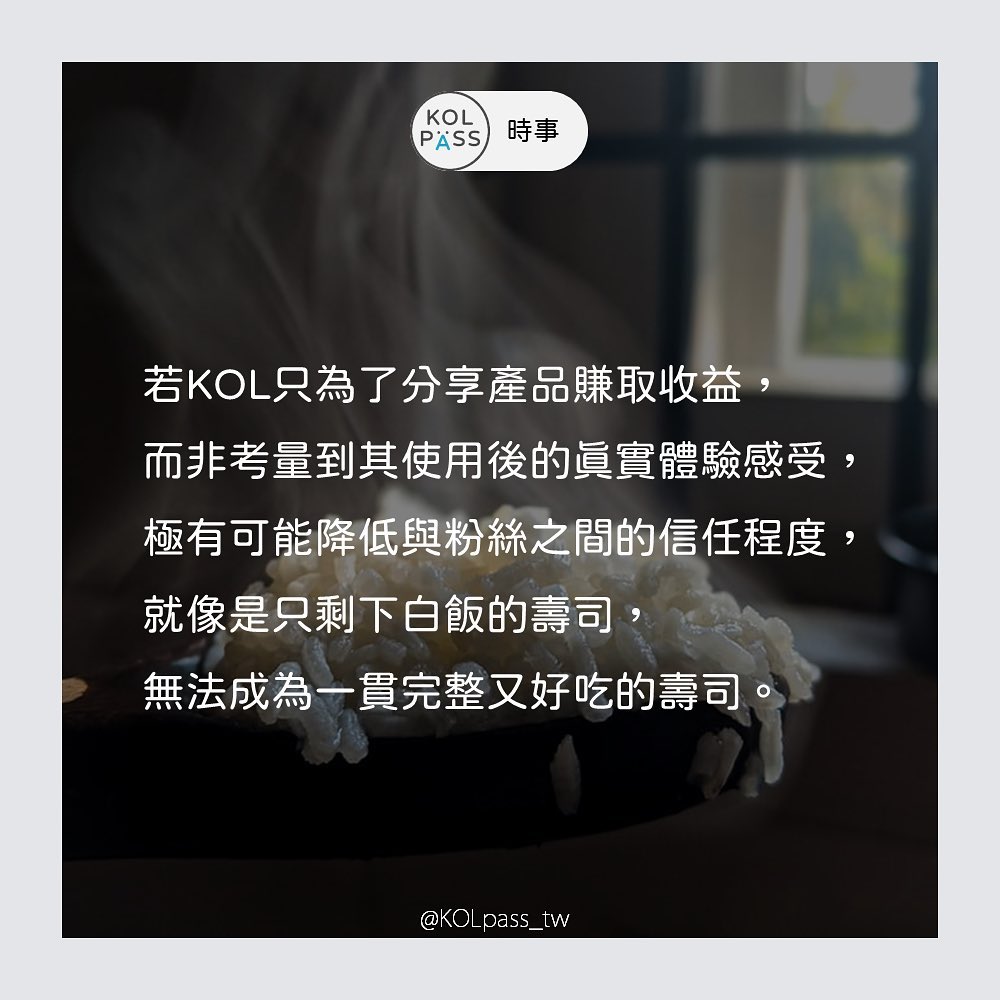 KOL
PÄSS
時事
若KOL只為了分享產品賺取收益，
而非考量到其使用後的真實體驗感受，
極有可能降低與粉絲之間的信任程度，
就像是只剩下白飯的壽司，
無法成為一貫完整又好吃的壽司。
@KOLpass_tw